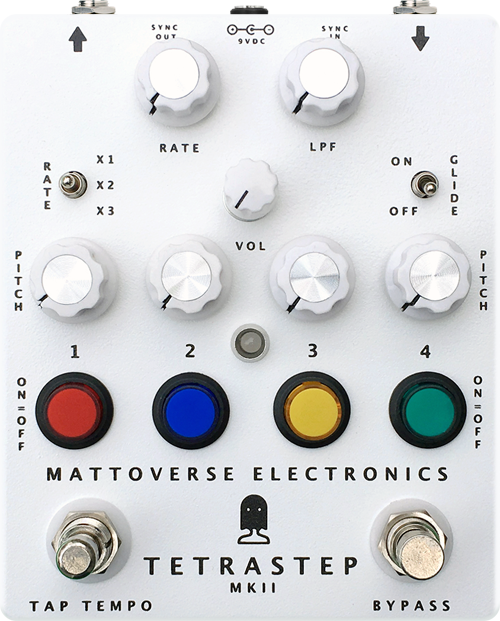 SYNC OUT
9VDC
SYNC IN
RATE
LPF
RATE
X1
X2
X3
ON
OFF
GLIDE
VOL
PITCH
PITCH
1
2
3
4
ON=OFF
ON=OFF
MATTOVERSE ELECTRONICS
TETRASTEP
MKII
TAP TEMPO
BYPASS